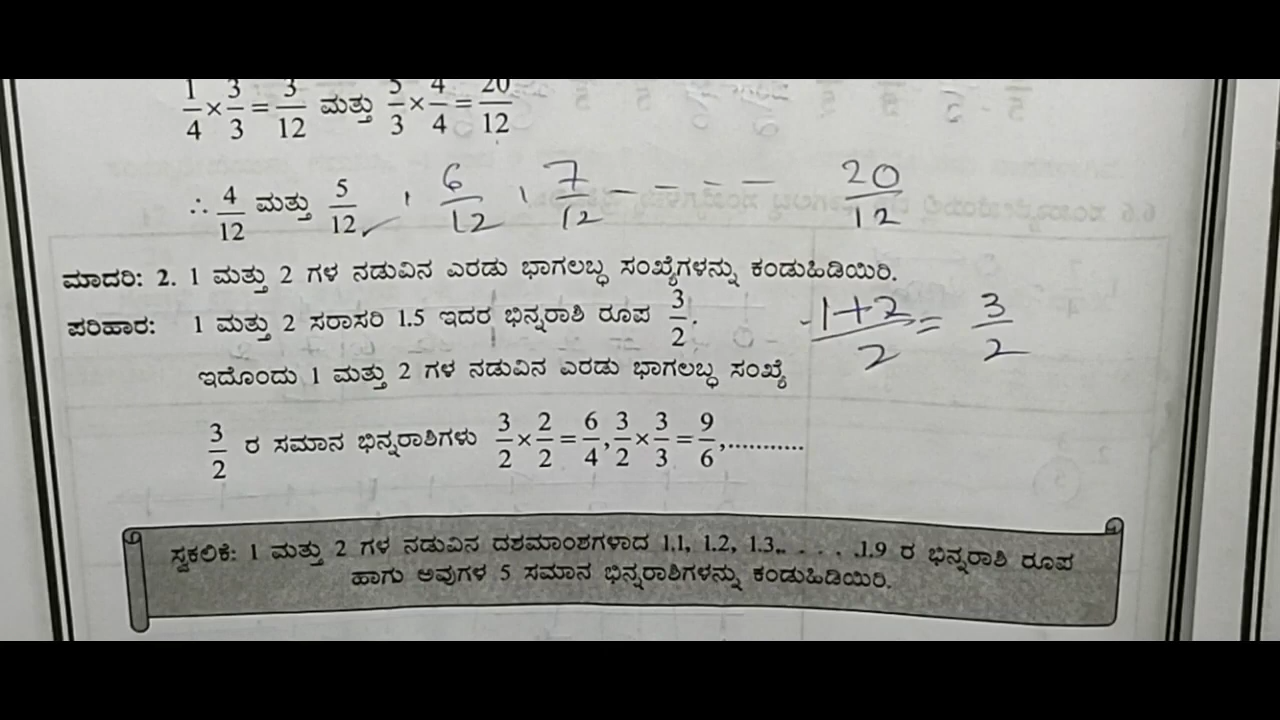 1/4 × 3/3 = 3/12 ಮತ್ತು 5/3 × 4/4 = 20/12
∴ 4/12 ಮತ್ತು 5/12 ✓ , 6/12 , 7/12 – – – – 20/12
ಮಾದರಿ: 2. 1 ಮತ್ತು 2 ಗಳ ನಡುವಿನ ಎರಡು ಭಾಗಲಬ್ಧ ಸಂಖ್ಯೆಗಳನ್ನು ಕಂಡುಹಿಡಿಯಿರಿ.
ಪರಿಹಾರ: 1 ಮತ್ತು 2 ಸರಾಸರಿ 1.5 ಇದರ ಭಿನ್ನರಾಶಿ ರೂಪ 3/2. 1+2/2 = 3/2
ಇದೊಂದು 1 ಮತ್ತು 2 ಗಳ ನಡುವಿನ ಎರಡು ಭಾಗಲಬ್ಧ ಸಂಖ್ಯೆ
3/2 ರ ಸಮಾನ ಭಿನ್ನರಾಶಿಗಳು 3/2 × 2/2 = 6/4, 3/2 × 3/3 = 9/6,...........
ಸ್ವಕಲಿಕೆ: 1 ಮತ್ತು 2 ಗಳ ನಡುವಿನ ದಶಮಾಂಶಗಳಾದ 1.1, 1.2, 1.3.. . . . .1.9 ರ ಭಿನ್ನರಾಶಿ ರೂಪ
ಹಾಗು ಅವುಗಳ 5 ಸಮಾನ ಭಿನ್ನರಾಶಿಗಳನ್ನು ಕಂಡುಹಿಡಿಯಿರಿ.